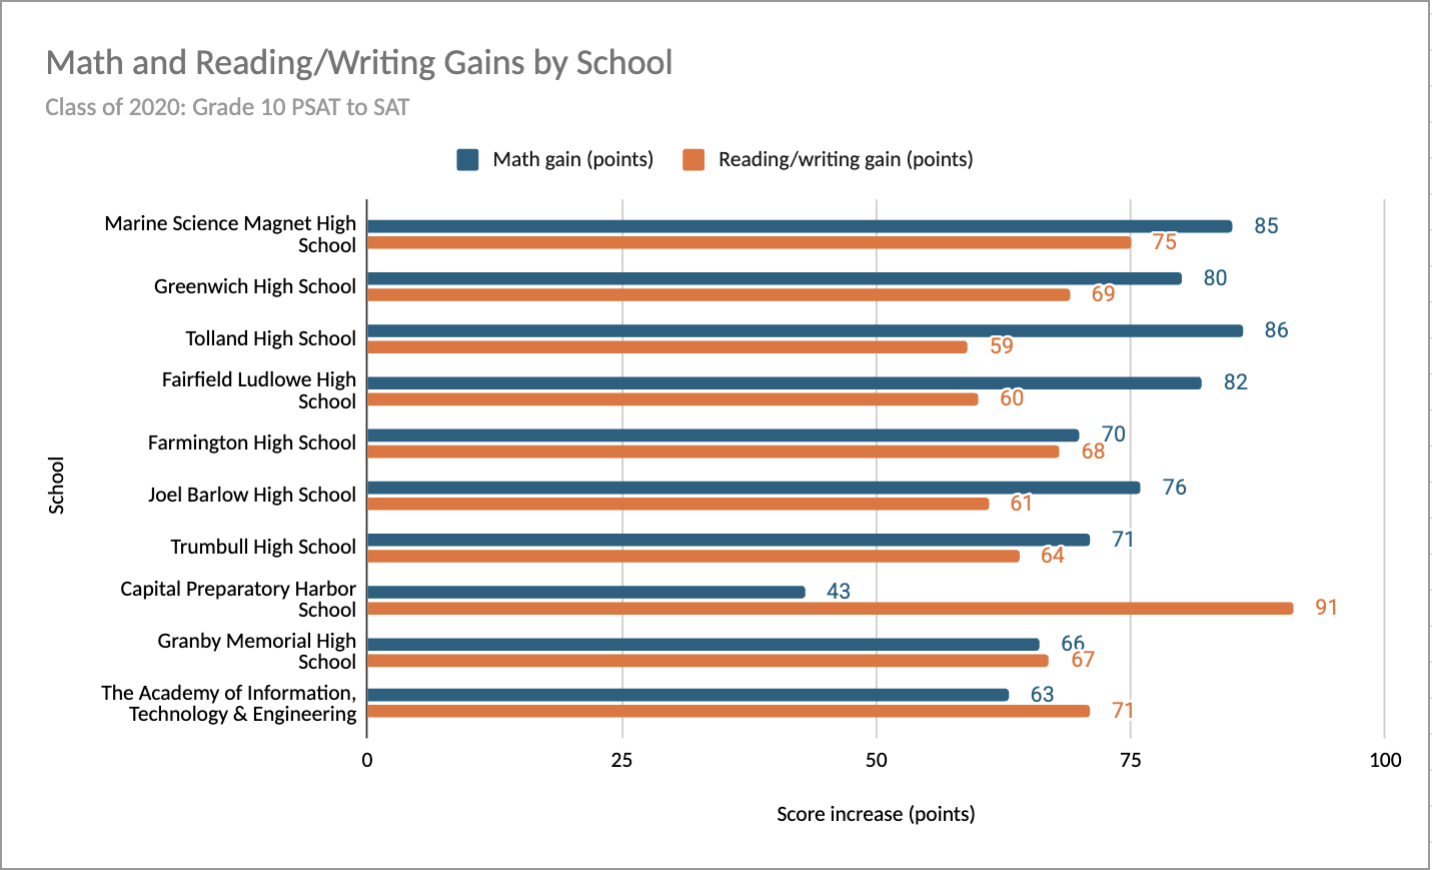 Math and Reading/Writing Gains by School
Class of 2020: Grade 10 PSAT to SAT
Math gain (points)
Reading/writing gain (points)
School
Marine Science Magnet High
School
85
75
Greenwich High School
80
69
Tolland High School
86
59
Fairfield Ludlowe High
School
82
60
Farmington High School
70
68
Joel Barlow High School
76
61
Trumbull High School
71
64
Capital Preparatory Harbor
School
43
91
Granby Memorial High
School
66
67
The Academy of Information,
Technology & Engineering
63
71
0
25
50
75
100
Score increase (points)